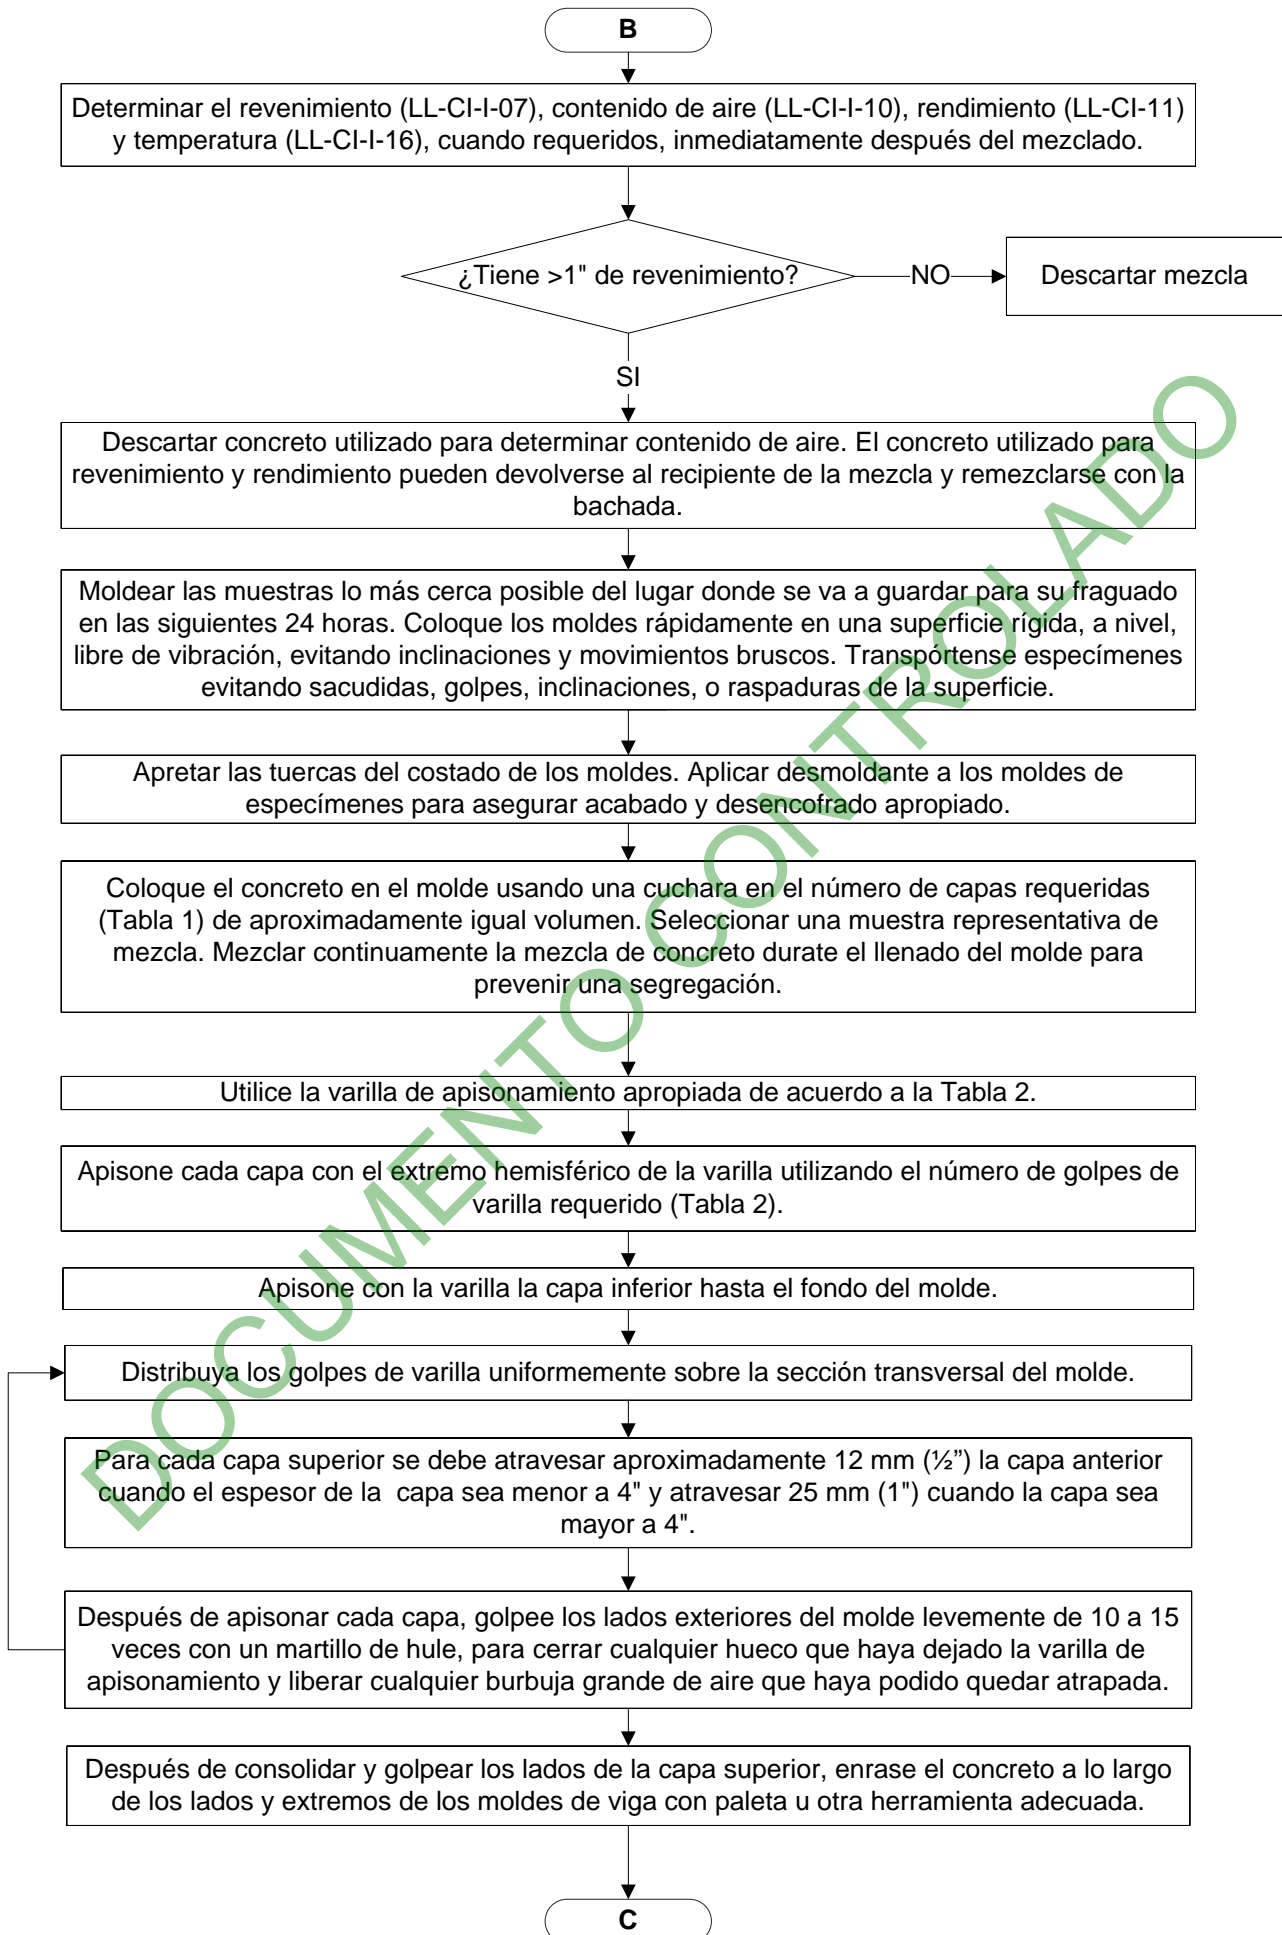 B
Determinar el revenimiento (LL-CI-I-07), contenido de aire (LL-CI-I-10), rendimiento (LL-CI-11)
y temperatura (LL-CI-I-16), cuando requeridos, inmediatamente después del mezclado.
¿Tiene >1" de revenimiento?
NO
Descartar mezcla
SI
Descartar concreto utilizado para determinar contenido de aire. El concreto utilizado para
revenimiento y rendimiento pueden devolverse al recipiente de la mezcla y remezclarse con la
bachada.
Moldear las muestras lo más cerca posible del lugar donde se va a guardar para su fraguado
en las siguientes 24 horas. Coloque los moldes rápidamente en una superficie rígida, a nivel,
libre de vibración, evitando inclinaciones y movimientos bruscos. Transpórtense especímenes
evitando sacudidas, golpes, inclinaciones, o raspaduras de la superficie.
Apretar las tuercas del costado de los moldes. Aplicar desmoldante a los moldes de
especímenes para asegurar acabado y desencofrado apropiado.
Coloque el concreto en el molde usando una cuchara en el número de capas requeridas
(Tabla 1) de aproximadamente igual volumen. Seleccionar una muestra representativa de
mezcla. Mezclar continuamente la mezcla de concreto durate el llenado del molde para
prevenir una segregación.
Utilice la varilla de apisonamiento apropiada de acuerdo a la Tabla 2.
Apisone cada capa con el extremo hemisférico de la varilla utilizando el número de golpes de
varilla requerido (Tabla 2).
Apisone con la varilla la capa inferior hasta el fondo del molde.
Distribuya los golpes de varilla uniformemente sobre la sección transversal del molde.
Para cada capa superior se debe atravesar aproximadamente 12 mm (½”) la capa anterior
cuando el espesor de la capa sea menor a 4" y atravesar 25 mm (1") cuando la capa sea
mayor a 4".
Después de apisonar cada capa, golpee los lados exteriores del molde levemente de 10 a 15
veces con un martillo de hule, para cerrar cualquier hueco que haya dejado la varilla de
apisonamiento y liberar cualquier burbuja grande de aire que haya podido quedar atrapada.
Después de consolidar y golpear los lados de la capa superior, enrase el concreto a lo largo
de los lados y extremos de los moldes de viga con paleta u otra herramienta adecuada.
C
DOCUMENTO CONTROLADO